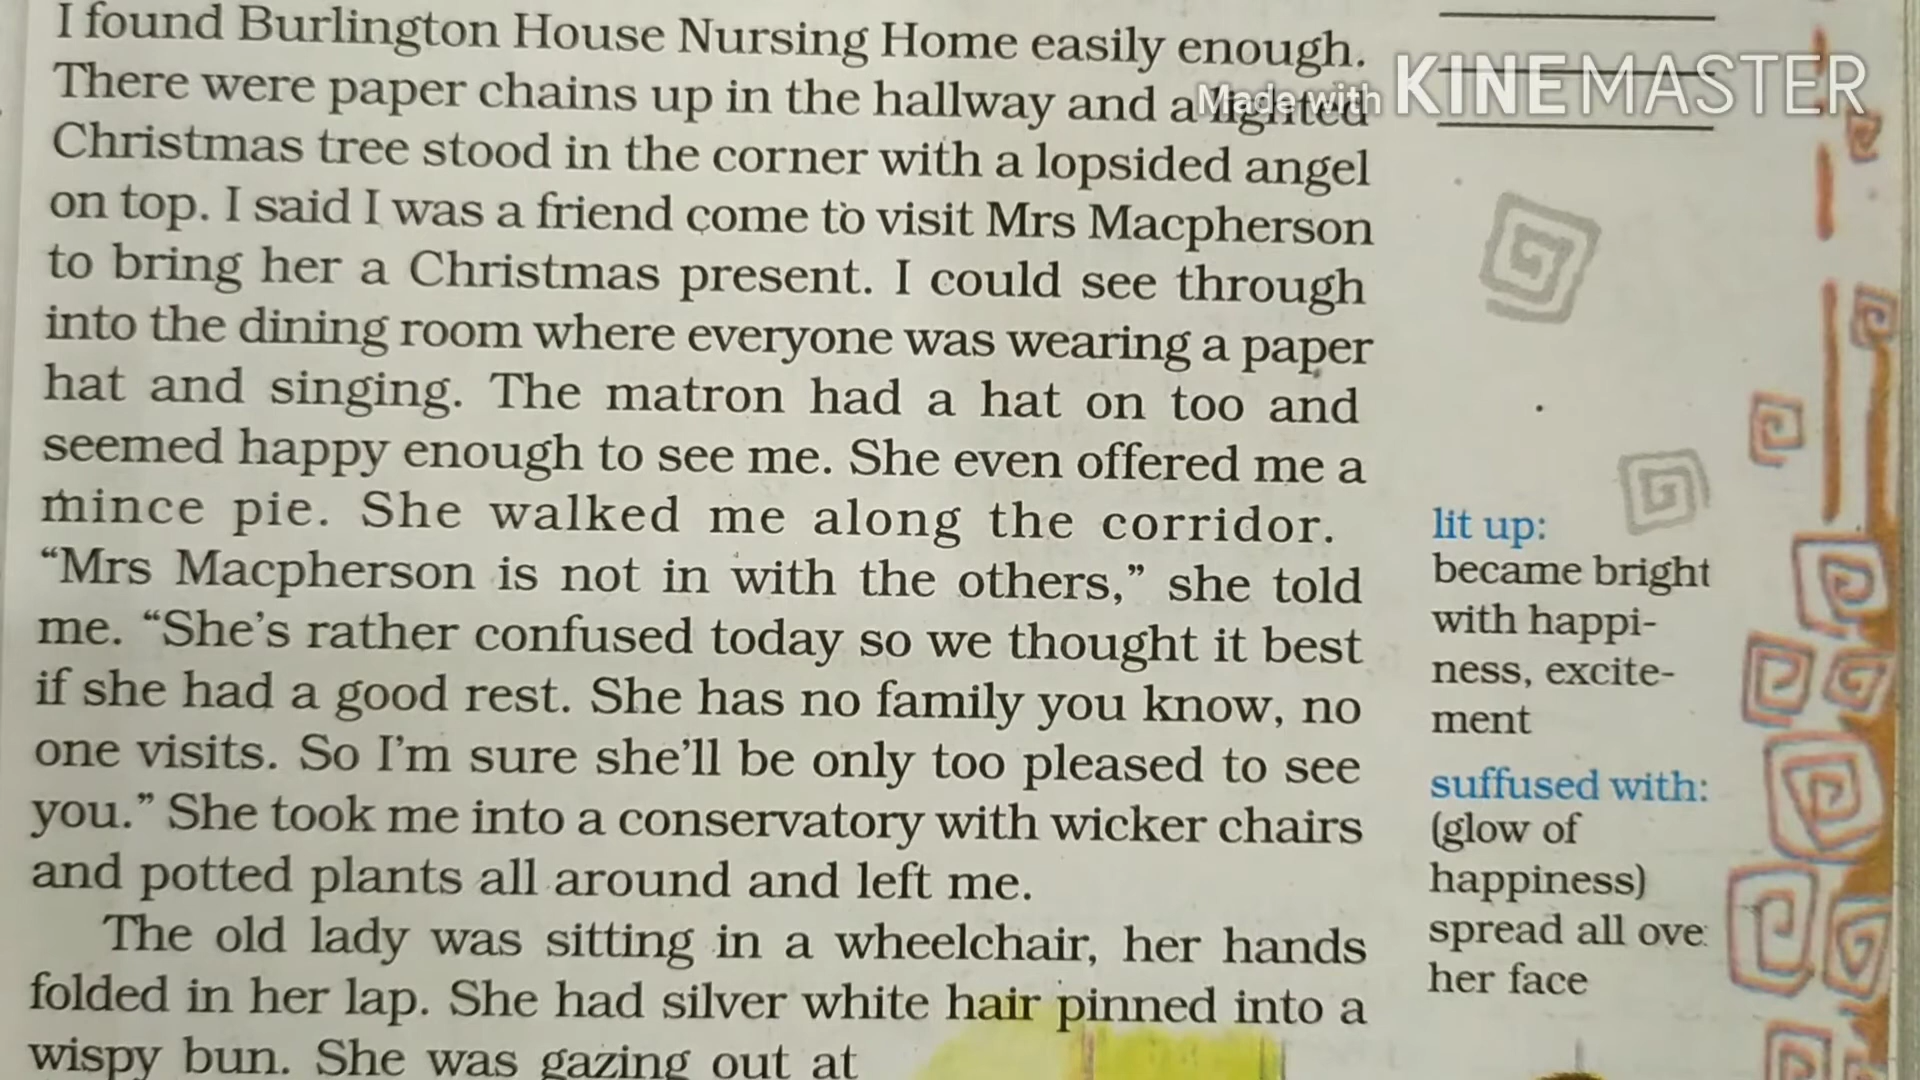 I found Burlington House Nursing Home easily enough.
There were paper chains up in the hallway and a lighted
Christmas tree stood in the corner with a lopsided angel
on top. I said I was a friend come to visit Mrs Macpherson
to bring her a Christmas present. I could see through
into the dining room where everyone was wearing a paper
hat and singing. The matron had a hat on too and
seemed happy enough to see me. She even offered me a
mince pie. She walked me along the corridor.
“Mrs Macpherson is not in with the others,” she told
me. “She’s rather confused today so we thought it best
if she had a good rest. She has no family you know, no
one visits. So I’m sure she’ll be only too pleased to see
you.” She took me into a conservatory with wicker chairs
and potted plants all around and left me.
The old lady was sitting in a wheelchair, her hands
folded in her lap. She had silver white hair pinned into a
wispy bun. She was gazing out at
Made with KINEMASTER
lit up:
became bright
with happi-
ness, excite-
ment
suffused with:
(glow of
happiness)
spread all ove
her face